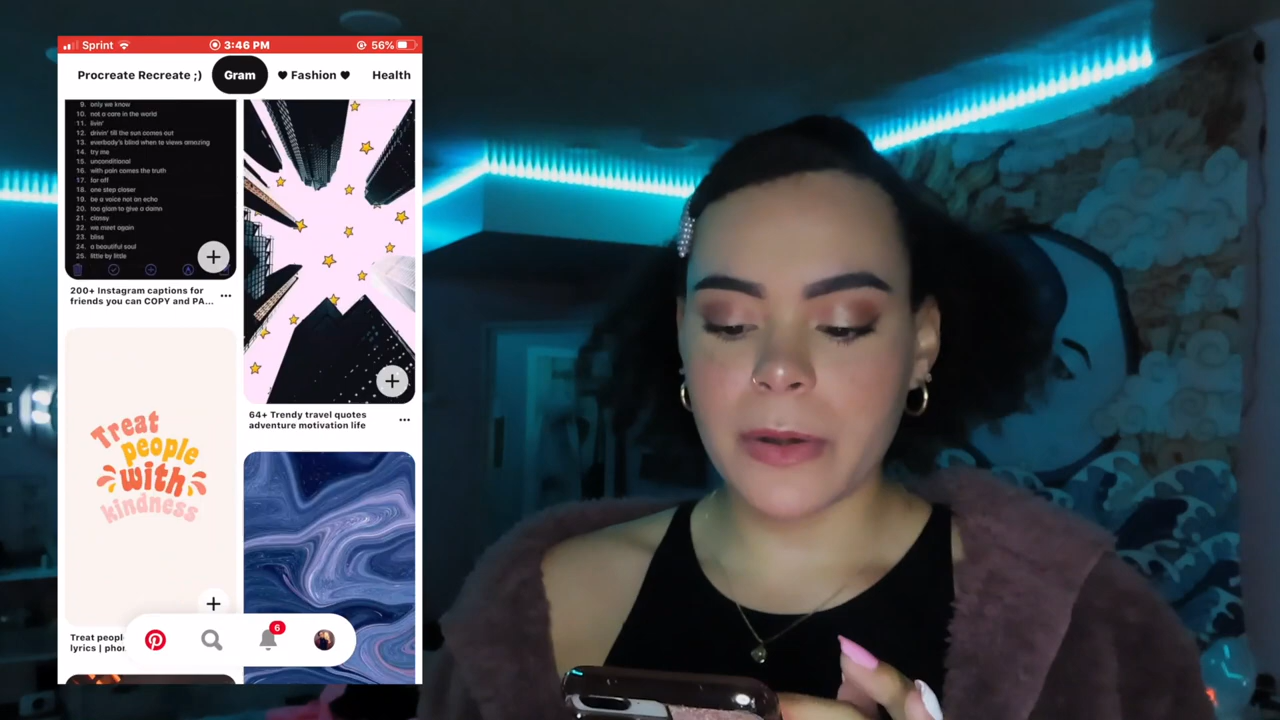 Sprint
3:46 PM
56%
Procreate Recreate ;)
Gram
Fashion
Health
9. only we know
10. not a care in the world
11. livin'
12. drivin' till the sun comes out
13. everbody's blind when to views amazing
14. try me
15. unconditional
16. with pain comes the truth
17. far off
18. one step closer
19. be a voice not an echo
20. too glam to give a damn
21. classy
22. we meet again
23. bliss
24. a beautiful soul
25. little by little
200+ Instagram captions for
friends you can COPY and PA...
64+ Trendy travel quotes
adventure motivation life
Treat
people
with
kindness
Treat peopl
lyrics | phon
6